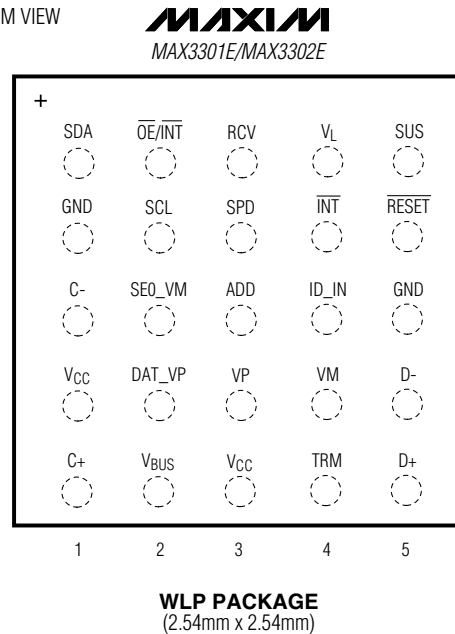 M VIEW
MAXIM
MAX3301E/MAX3302E
+
SDA OE/INT RCV VL SUS
GND SCL SPD INT RESET
C- SE0_VM ADD ID_IN GND
VCC DAT_VP VP VM D-
C+ VBUS VCC TRM D+
1 2 3 4 5
WLP PACKAGE
(2.54mm x 2.54mm)